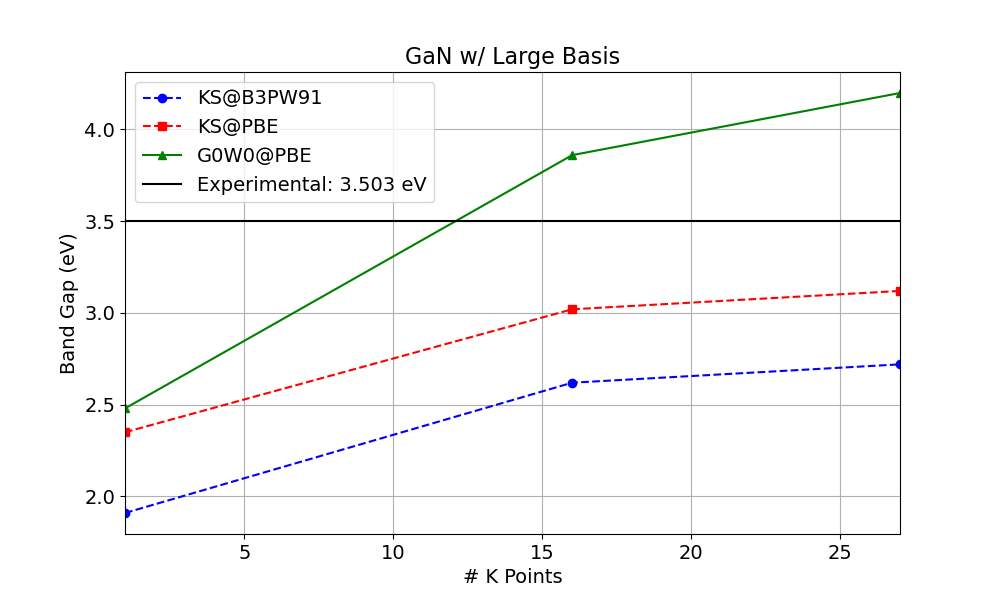 GaN w/ Large Basis
KS@B3PW91
KS@PBE
G0W0@PBE
Experimental: 3.503 eV
4.0
3.5
3.0
2.5
2.0
Band Gap (eV)
5 10 15 20 25
# K Points